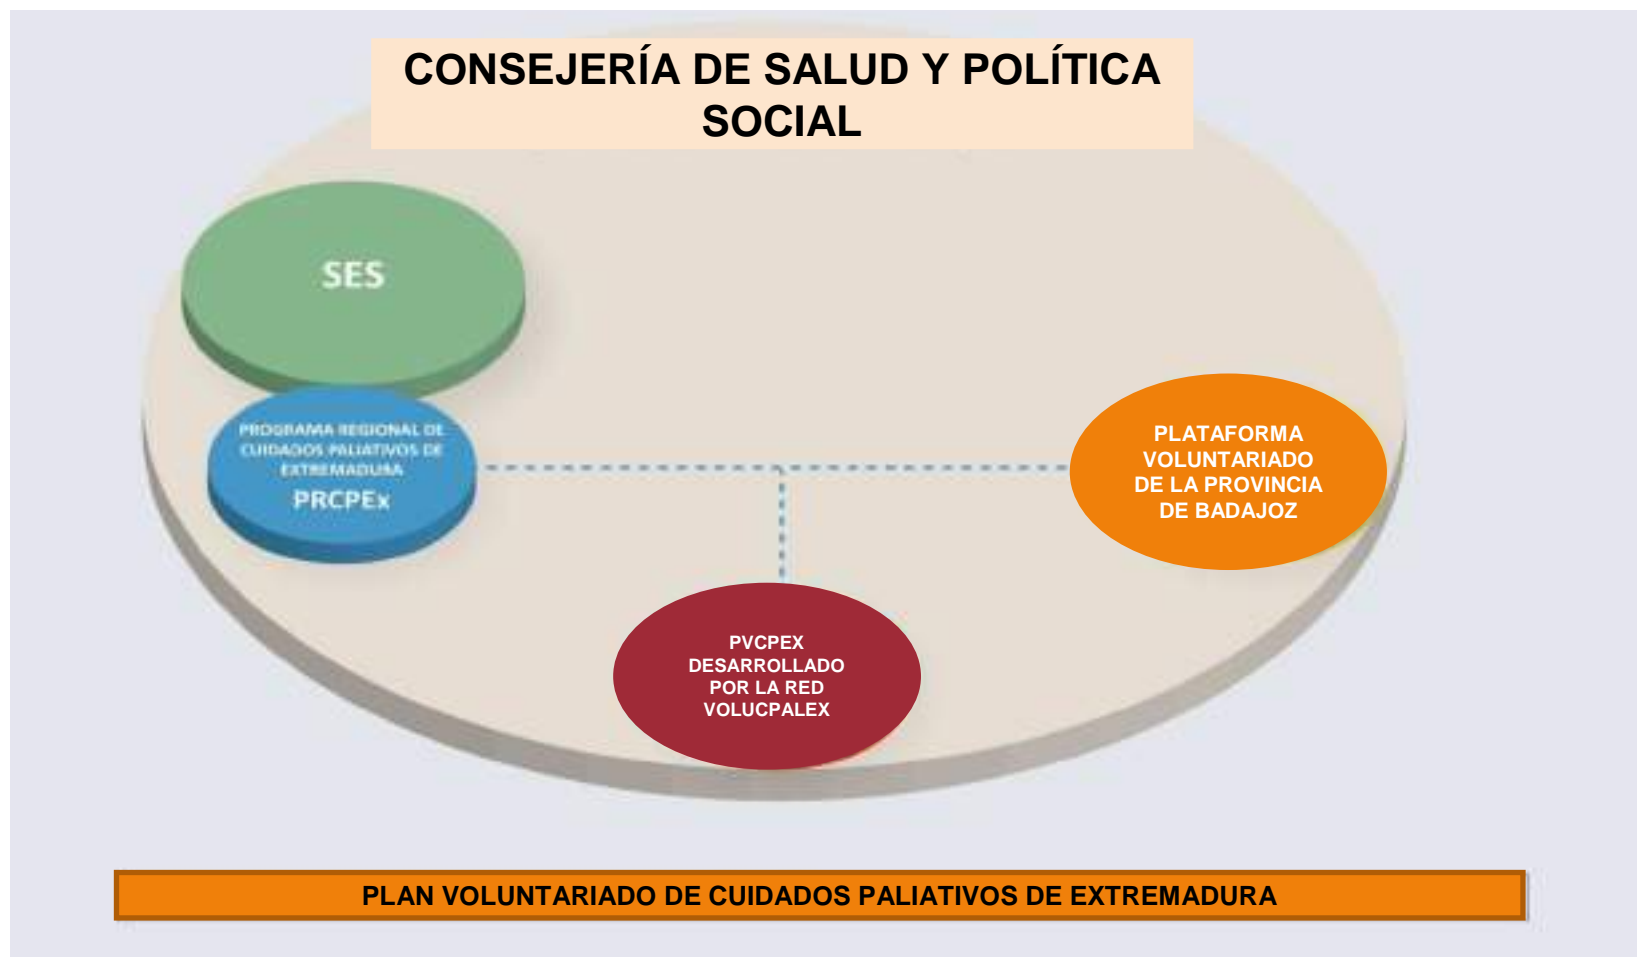 CONSEJERÍA DE SALUD Y POLÍTICA
SOCIAL
SES
PROGRAMA REGIONAL DE
CUIDADOS PALIATIVOS DE
EXTREMADURA
PRCPEx
PLATAFORMA
VOLUNTARIADO
DE LA PROVINCIA
DE BADAJOZ
PVCPEX
DESARROLLADO
POR LA RED
VOLUCPALEX
PLAN VOLUNTARIADO DE CUIDADOS PALIATIVOS DE EXTREMADURA